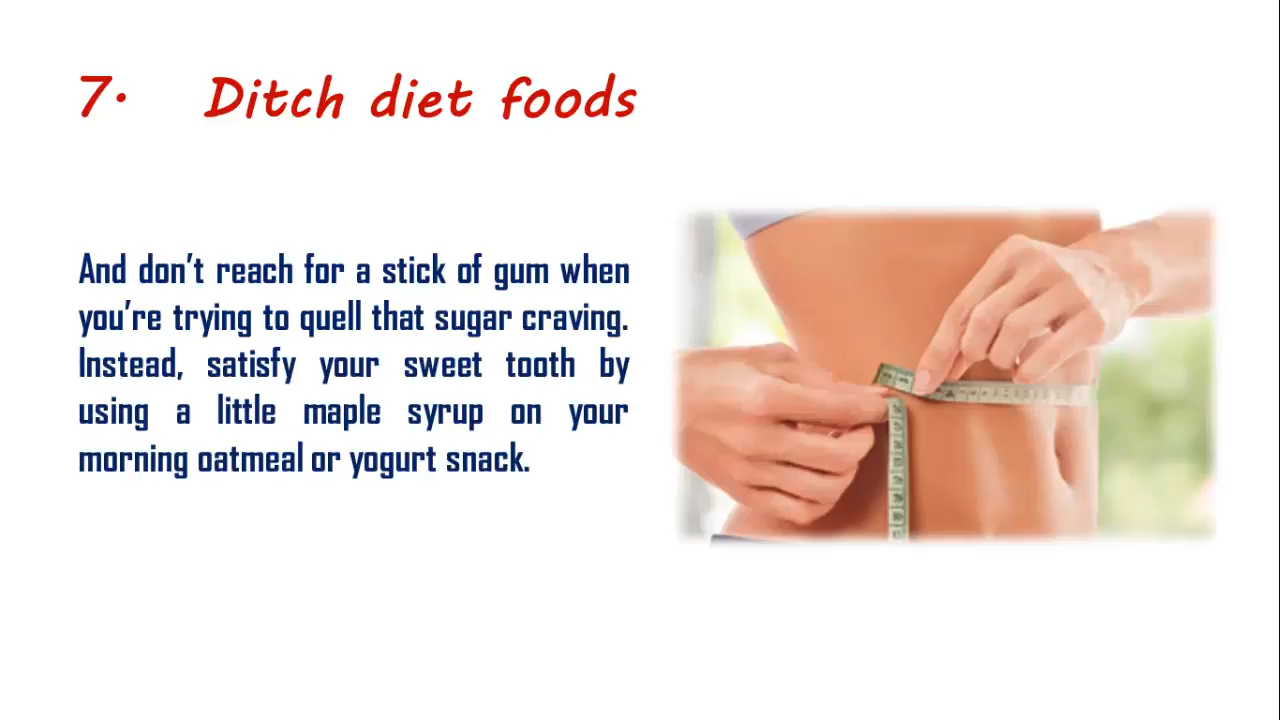 7. Ditch diet foods
And don't reach for a stick of gum when
you're trying to quell that sugar craving.
Instead, satisfy your sweet tooth by
using a little maple syrup on your
morning oatmeal or yogurt snack.